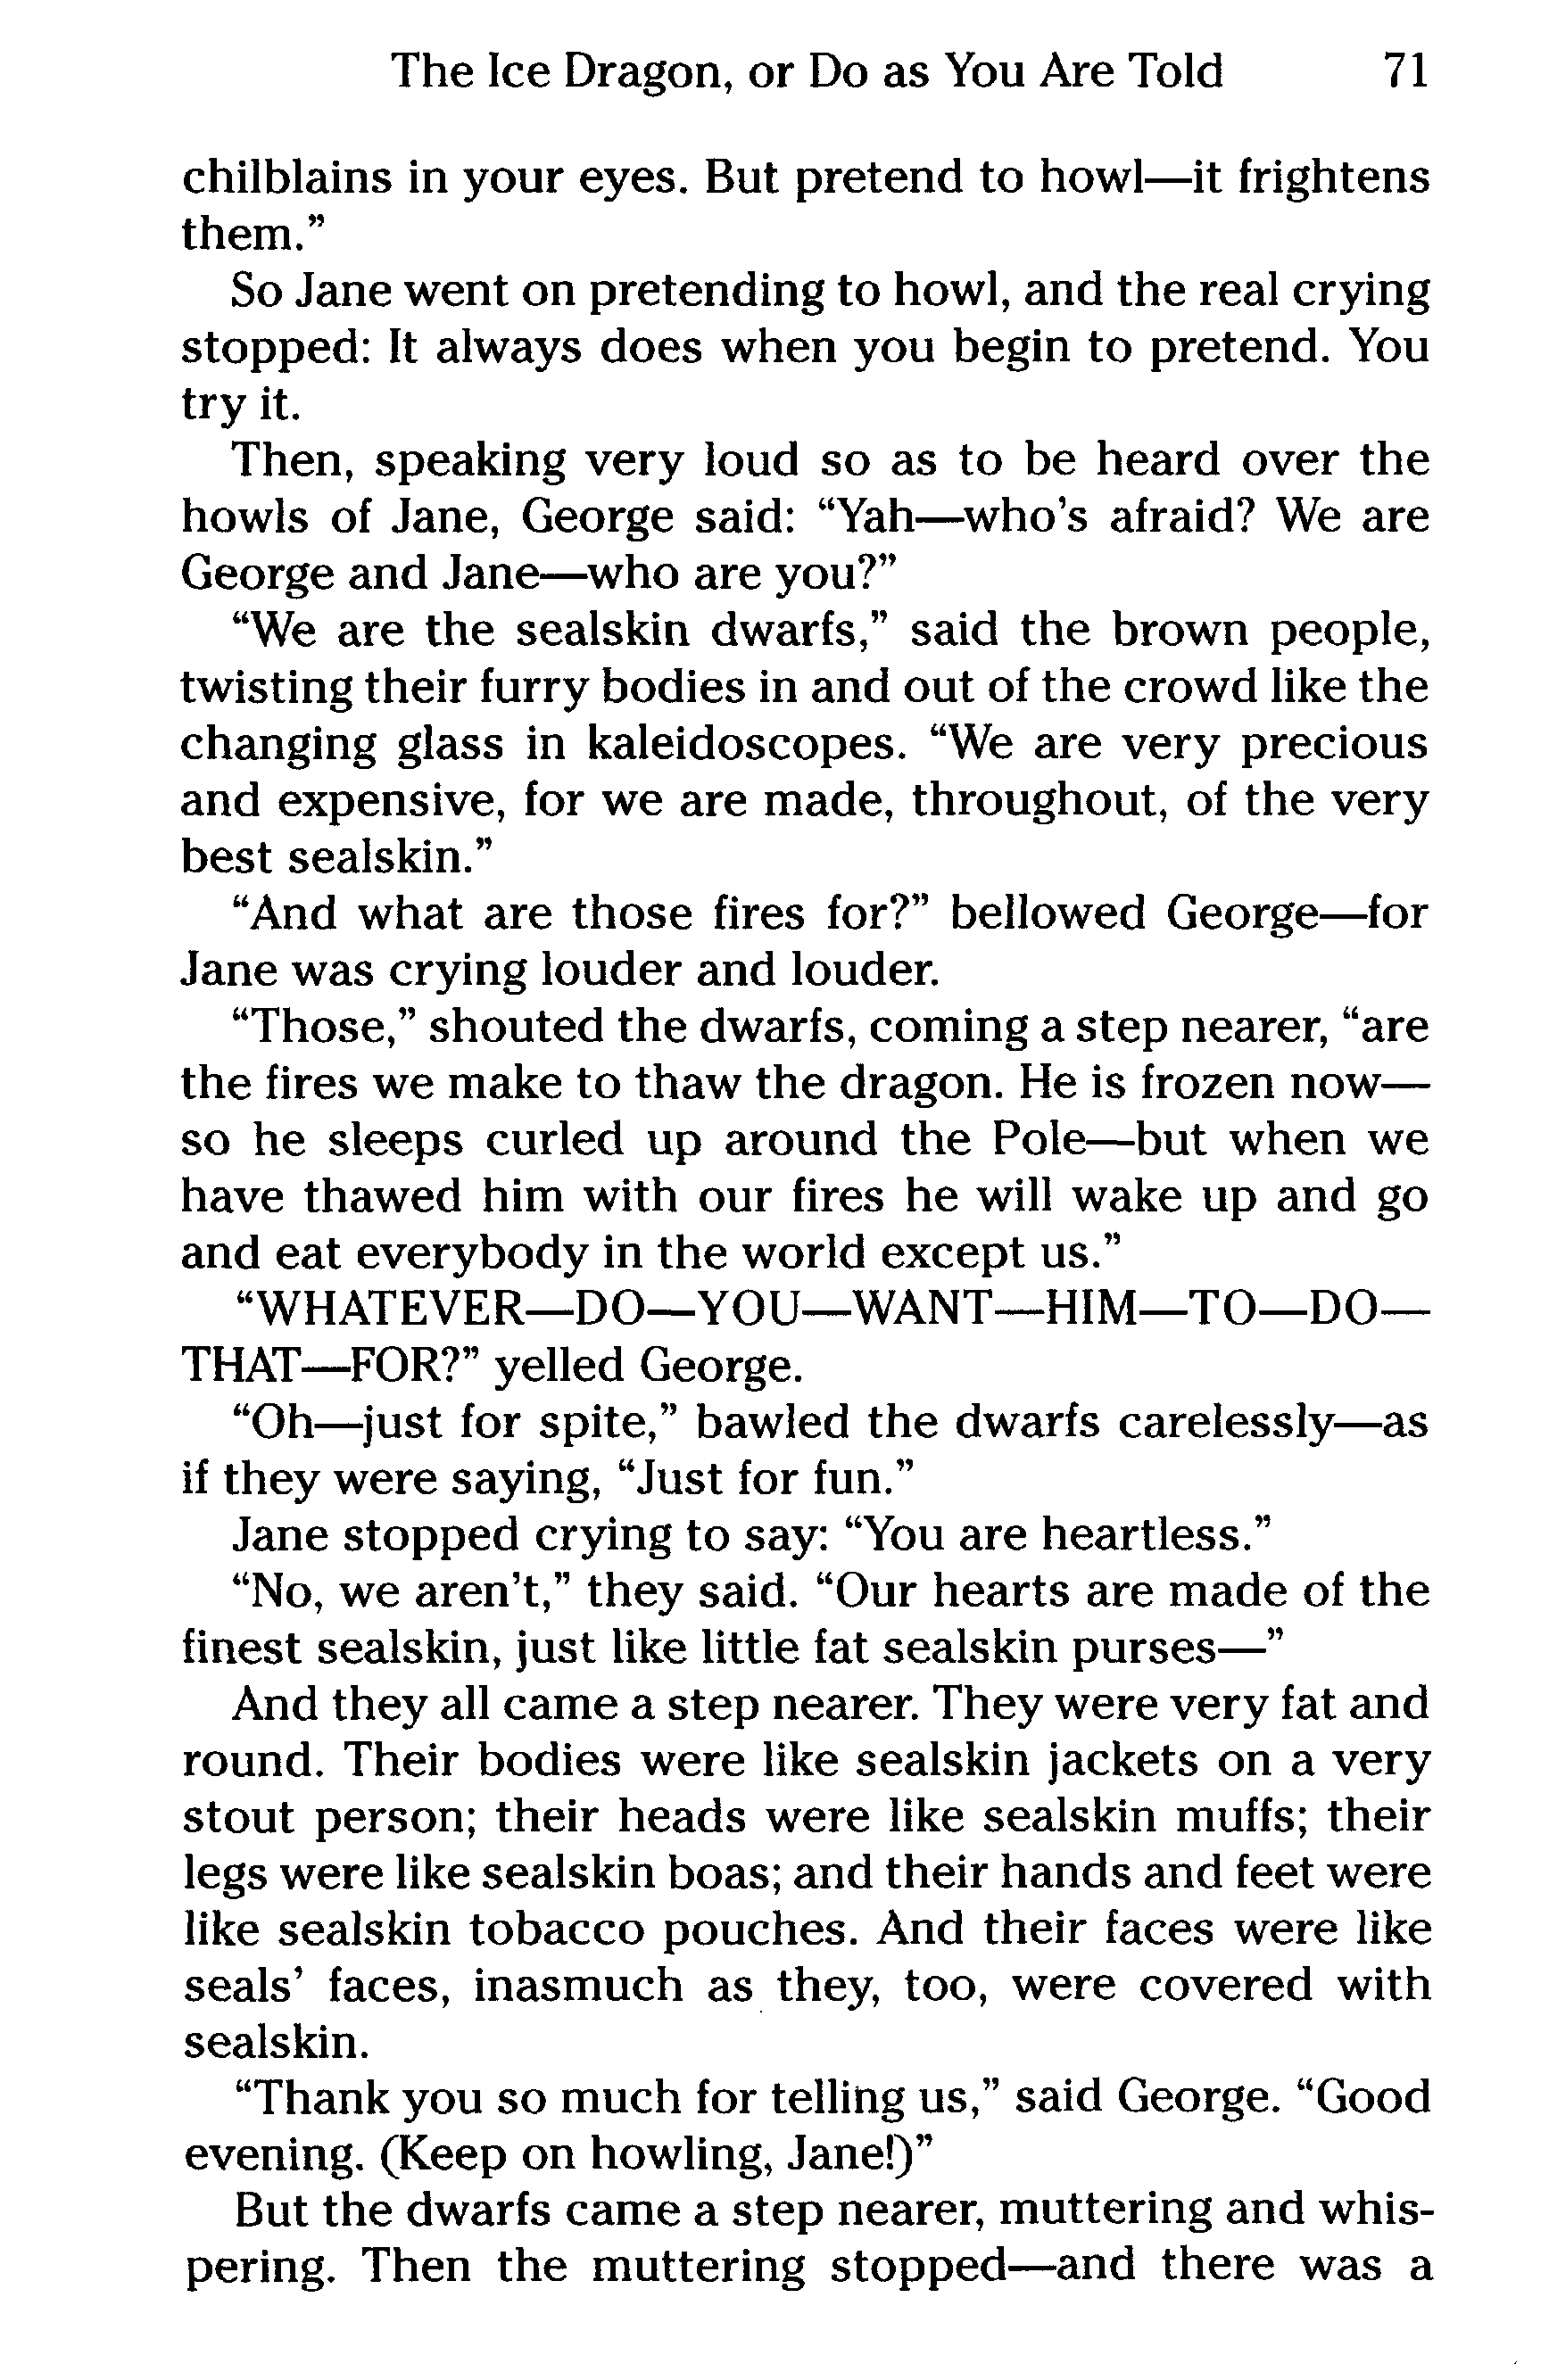 The Ice Dragon, or Do as You Are Told 71
chilblains in your eyes. But pretend to howl—it frightens
them.”
So Jane went on pretending to howl, and the real crying
stopped: It always does when you begin to pretend. You
try it.
Then, speaking very loud so as to be heard over the
howls of Jane, George said: “Yah—who’s afraid? We are
George and Jane—who are you?”
“We are the sealskin dwarfs,” said the brown people,
twisting their furry bodies in and out of the crowd like the
changing glass in kaleidoscopes. “We are very precious
and expensive, for we are made, throughout, of the very
best sealskin.”
“And what are those fires for?” bellowed George—for
Jane was crying louder and louder.
“Those,” shouted the dwarfs, coming a step nearer, “are
the fires we make to thaw the dragon. He is frozen now—
so he sleeps curled up around the Pole—but when we
have thawed him with our fires he will wake up and go
and eat everybody in the world except us.”
“WHATEVER—DO—YOU—WANT—HIM—TO—DO—
THAT—FOR?” yelled George.
“Oh—just for spite,” bawled the dwarfs carelessly—as
if they were saying, “Just for fun.”
Jane stopped crying to say: “You are heartless.”
“No, we aren’t,” they said. “Our hearts are made of the
finest sealskin, just like little fat sealskin purses—”
And they all came a step nearer. They were very fat and
round. Their bodies were like sealskin jackets on a very
stout person; their heads were like sealskin muffs; their
legs were like sealskin boas; and their hands and feet were
like sealskin tobacco pouches. And their faces were like
seals’ faces, inasmuch as they, too, were covered with
sealskin.
“Thank you so much for telling us,” said George. “Good
evening. (Keep on howling, Jane!)”
But the dwarfs came a step nearer, muttering and whis-
pering. Then the muttering stopped—and there was a